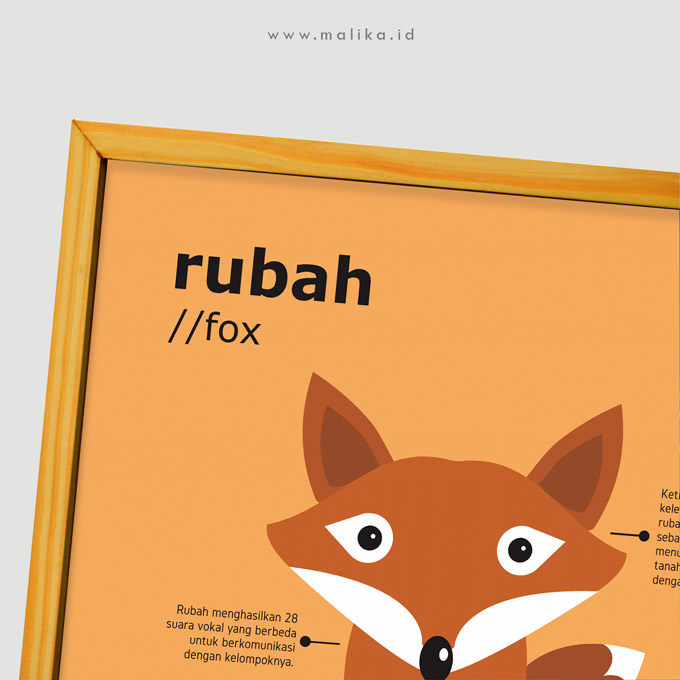 www.malika.id
rubah
//fox
Rubah menghasilkan 28
suara vokal yang berbeda
untuk berkomunikasi
dengan kelompoknya.